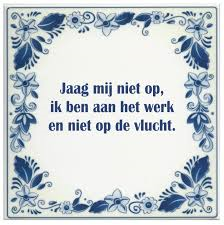 Jaag mij niet op,
ik ben aan het werk
en niet op de vlucht.